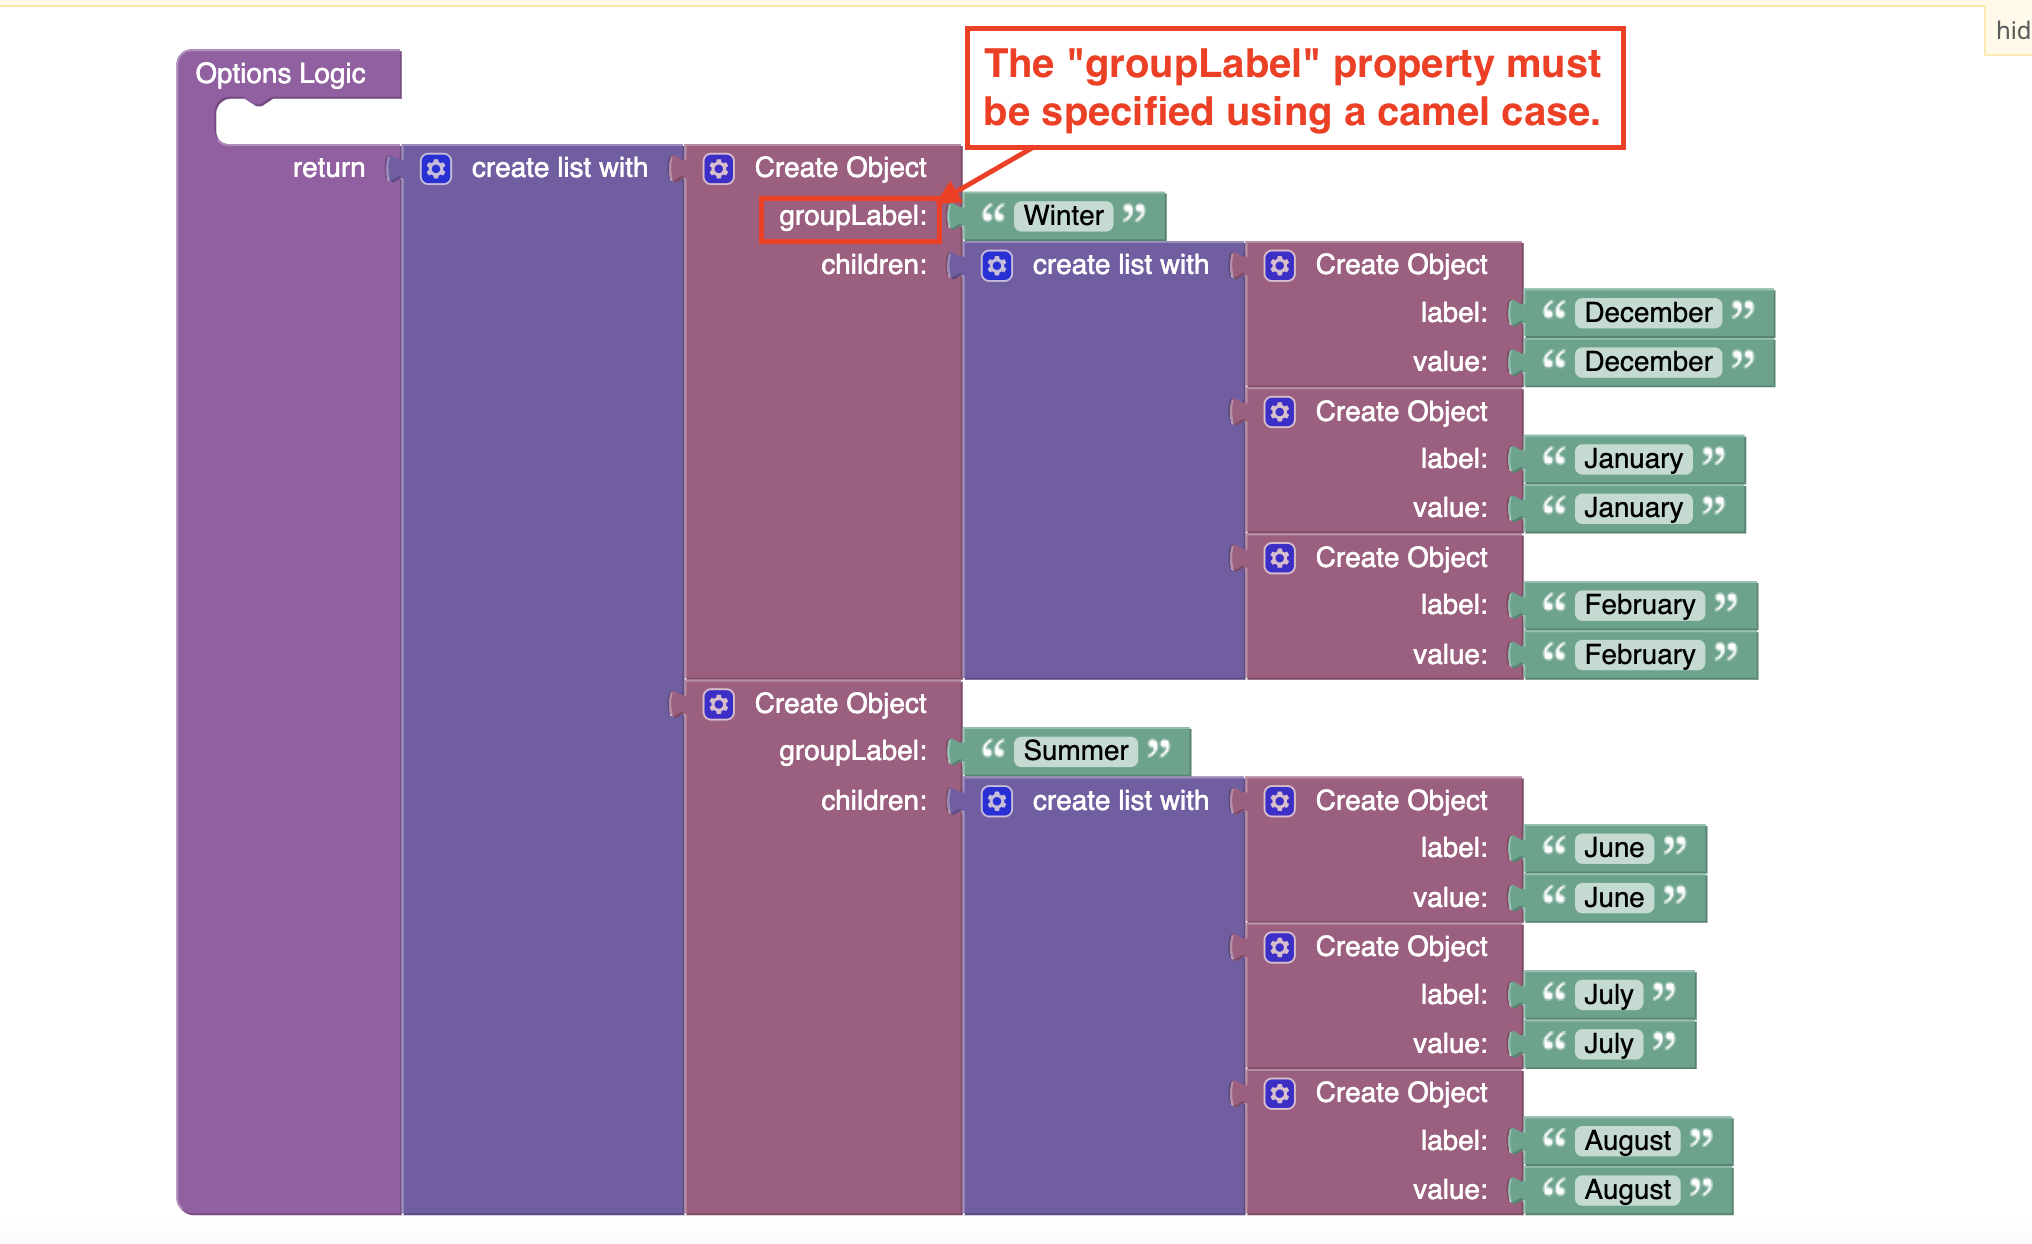 hid
The "groupLabel" property must
be specified using a camel case.
Options Logic
return create list with Create Object
groupLabel: “ Winter ”
children: create list with Create Object
label: “ December ”
value: “ December ”
Create Object
label: “ January ”
value: “ January ”
Create Object
label: “ February ”
value: “ February ”
Create Object
groupLabel: “ Summer ”
children: create list with Create Object
label: “ June ”
value: “ June ”
Create Object
label: “ July ”
value: “ July ”
Create Object
label: “ August ”
value: “ August ”